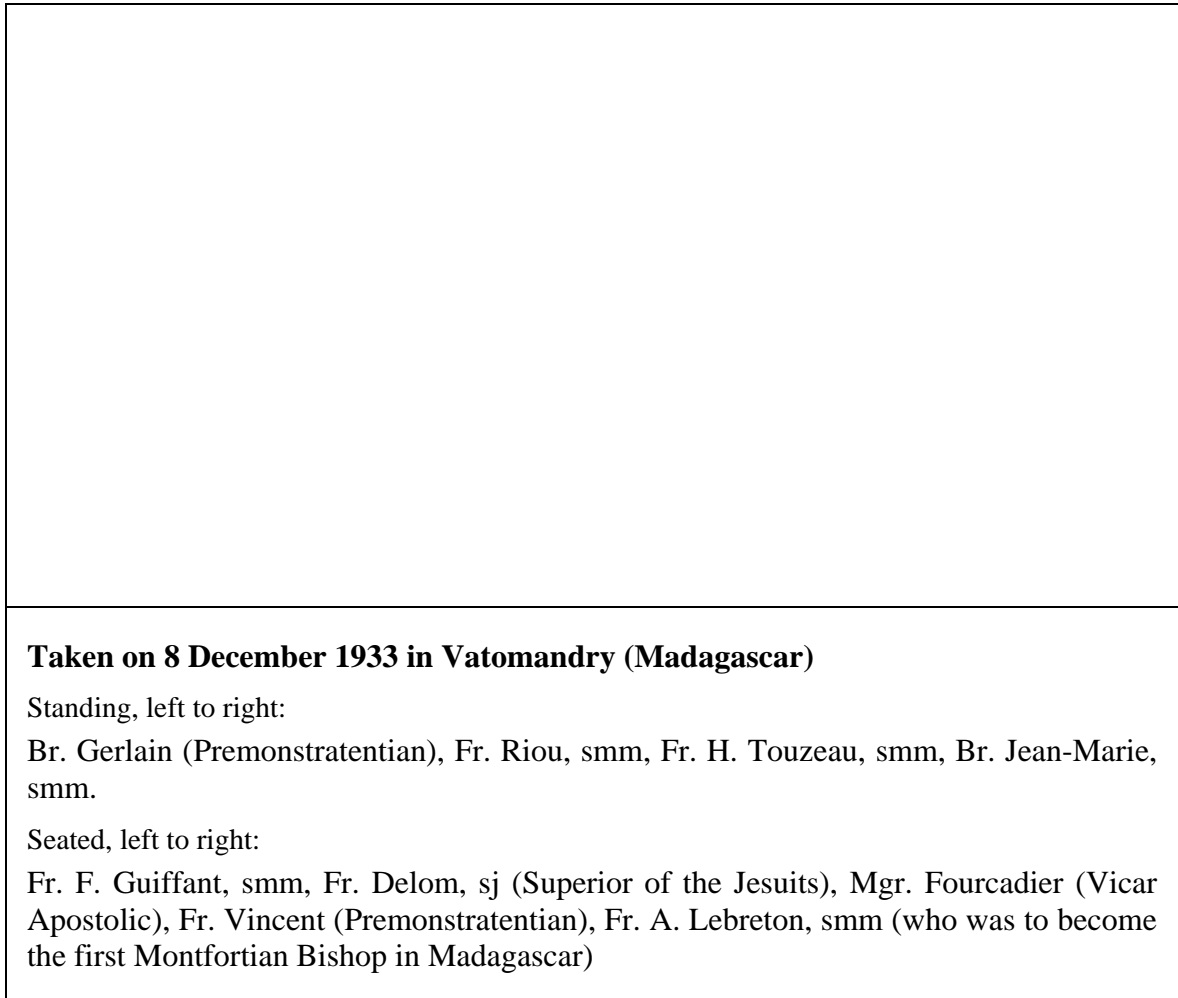 Taken on 8 December 1933 in Vatomandry (Madagascar)
Standing, left to right:
Br. Gerlain (Premonstratentian), Fr. Riou, smm, Fr. H. Touzeau, smm, Br. Jean-Marie,
smm.
Seated, left to right:
Fr. F. Guiffant, smm, Fr. Delom, sj (Superior of the Jesuits), Mgr. Fourcadier (Vicar
Apostolic), Fr. Vincent (Premonstratentian), Fr. A. Lebreton, smm (who was to become
the first Montfortian Bishop in Madagascar)